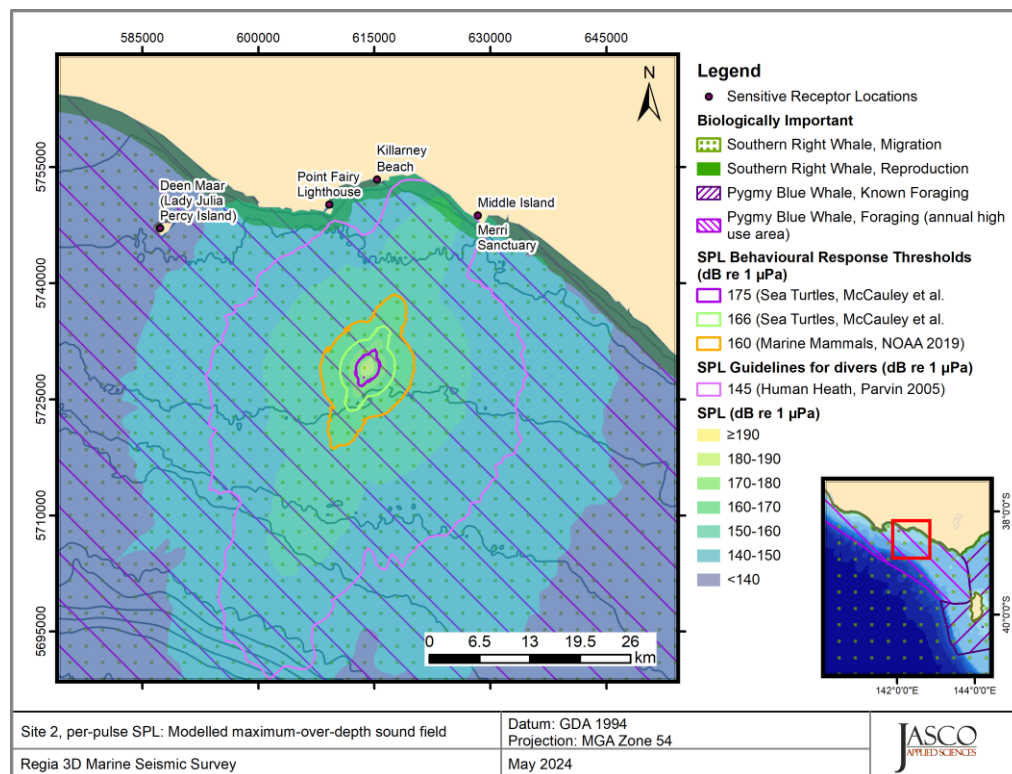 585000 600000 615000 630000 645000
5755000
5740000
5725000
5710000
5695000
N
Killarney
Beach
Point Fairy
Lighthouse
Deen Maar
(Lady Julia
Percy Island)
Middle Island
Merri
Sanctuary
0 6.5 13 19.5 26
km
Legend
Sensitive Receptor Locations
Biologically Important
Southern Right Whale, Migration
Southern Right Whale, Reproduction
Pygmy Blue Whale, Known Foraging
Pygmy Blue Whale, Foraging (annual high
use area)
SPL Behavioural Response Thresholds
(dB re 1 µPa)
175 (Sea Turtles, McCauley et al.
166 (Sea Turtles, McCauley et al.
160 (Marine Mammals, NOAA 2019)
SPL Guidelines for divers (dB re 1 µPa)
145 (Human Heath, Parvin 2005)
SPL (dB re 1 µPa)
≥190
180-190
170-180
160-170
150-160
140-150
<140
38°0'0"S
40°0'0"S
142°0'0"E 144°0'0"E
Site 2, per-pulse SPL: Modelled maximum-over-depth sound field
Datum: GDA 1994
Projection: MGA Zone 54
Regia 3D Marine Seismic Survey
May 2024
JASCO
APPLIED SCIENCES